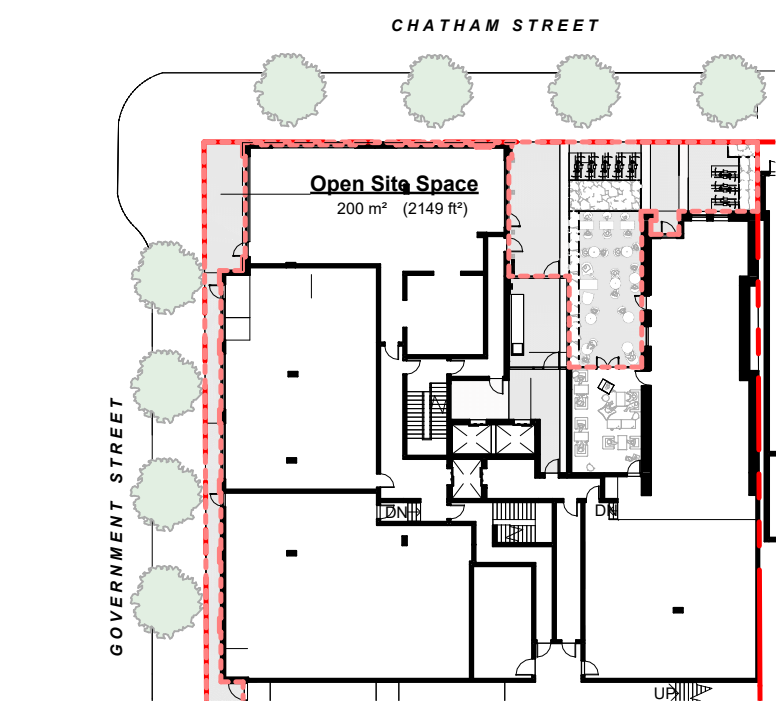 CHATHAM STREET
Open Site Space
200 m² (2149 ft²)
GOVERNMENT STREET
DN
DN
UP